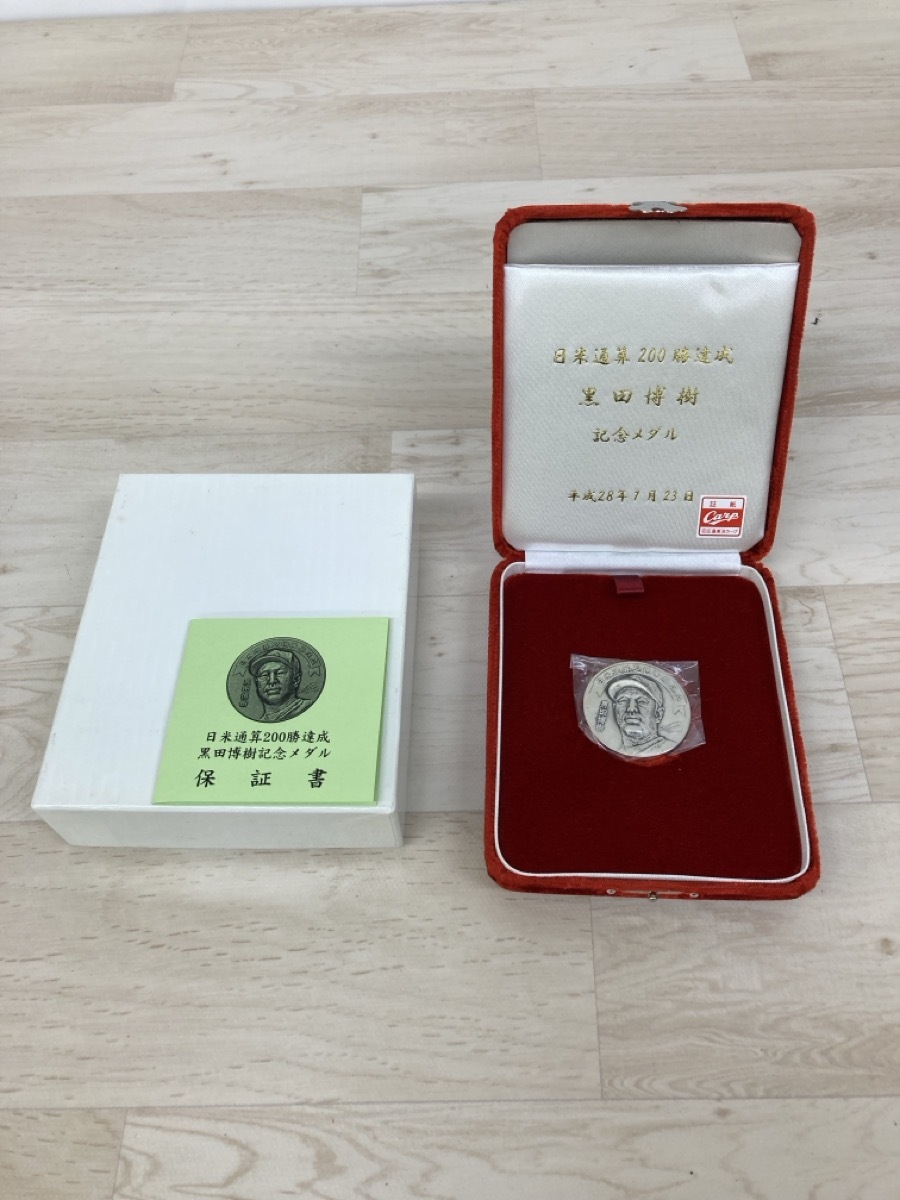 日米通算200勝達成
黒田博樹
記念メダル
平成28年7月23日
証紙
Carp
日米通算200勝達成
黒田博樹記念メダル
保証書